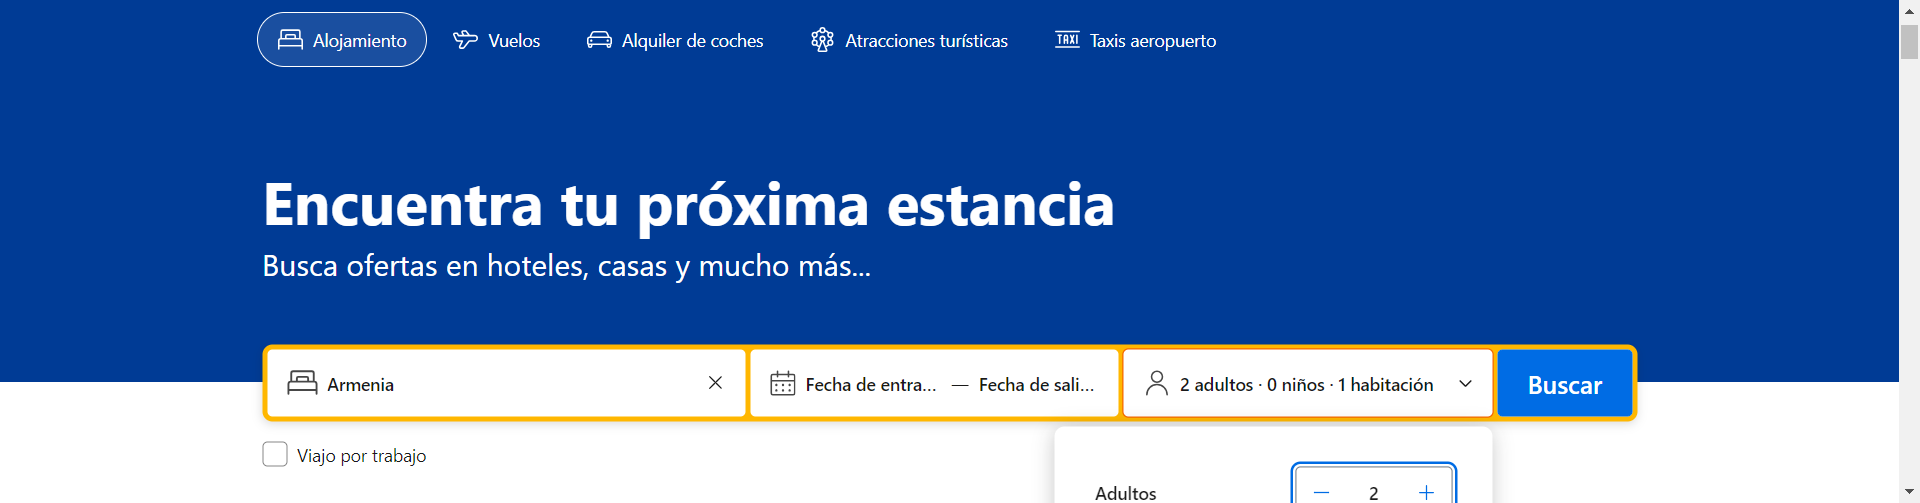 Alojamiento Vuelos Alquiler de coches Atracciones turísticas TAXI Taxis aeropuerto
Encuentra tu próxima estancia
Busca ofertas en hoteles, casas y mucho más...
Armenia Fecha de entra... — Fecha de sali... 2 adultos · 0 niños · 1 habitación Buscar
Viajo por trabajo
Adultos 2